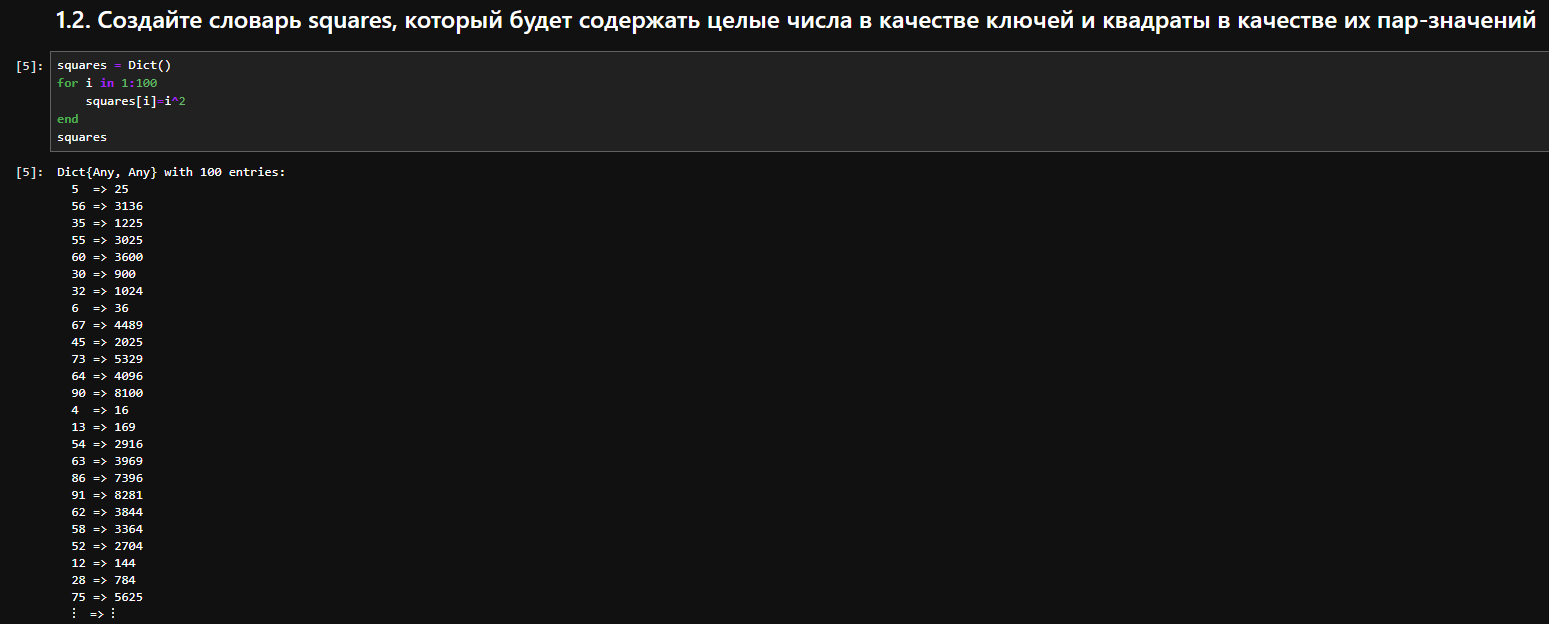 1.2. Создайте словарь squares, который будет содержать целые числа в качестве ключей и квадраты в качестве их пар-значений
[5]: squares = Dict()
for i in 1:100
    squares[i]=i^2
end
squares
[5]: Dict{Any, Any} with 100 entries:
  5  => 25
  56 => 3136
  35 => 1225
  55 => 3025
  60 => 3600
  30 => 900
  32 => 1024
  6  => 36
  67 => 4489
  45 => 2025
  73 => 5329
  64 => 4096
  90 => 8100
  4  => 16
  13 => 169
  54 => 2916
  63 => 3969
  86 => 7396
  91 => 8281
  62 => 3844
  58 => 3364
  52 => 2704
  12 => 144
  28 => 784
  75 => 5625
  ⋮  => ⋮